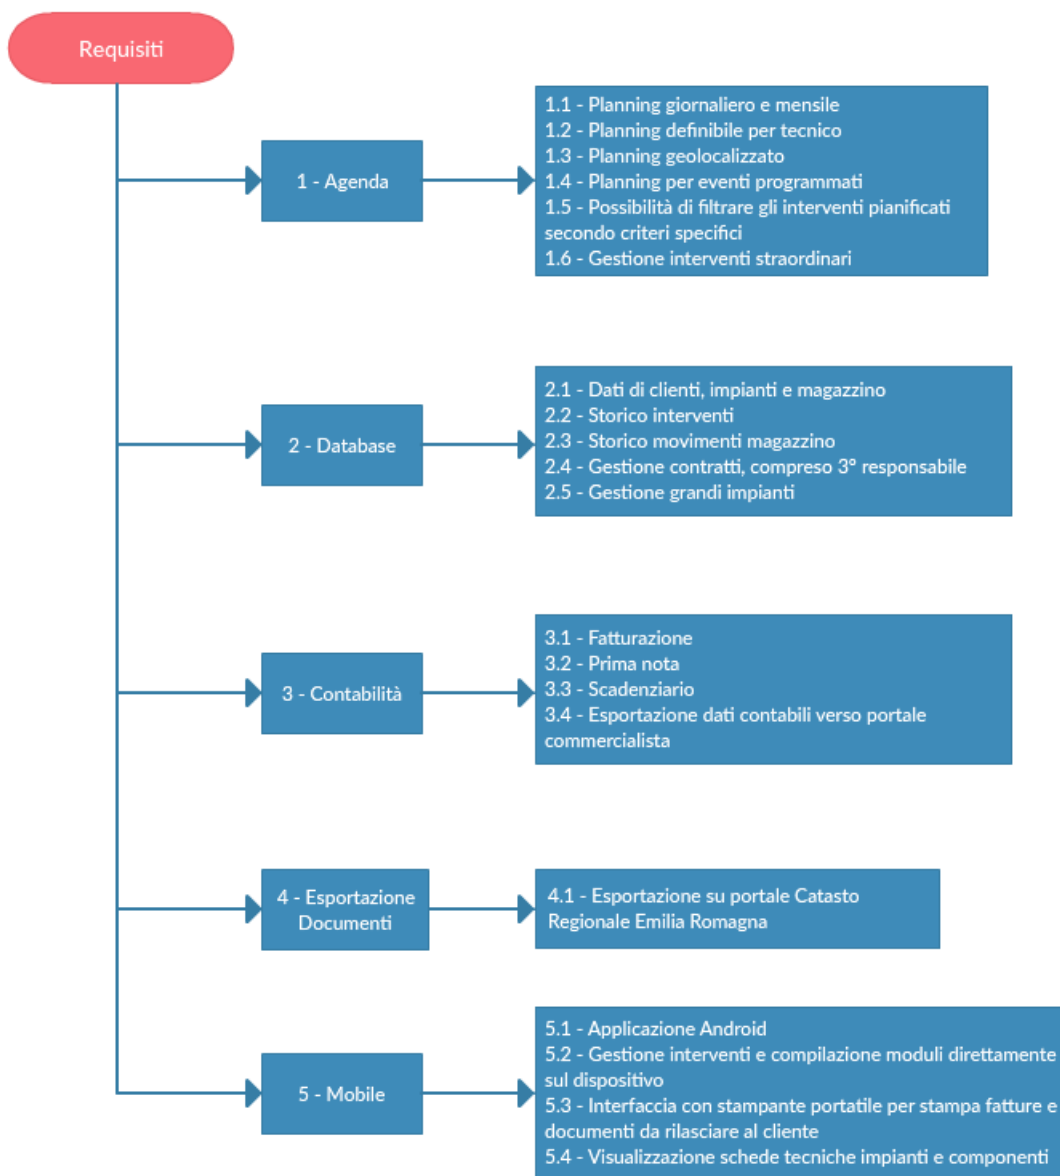 Requisiti
1 - Agenda
1.1 - Planning giornaliero e mensile
1.2 - Planning definibile per tecnico
1.3 - Planning geolocalizzato
1.4 - Planning per eventi programmati
1.5 - Possibilità di filtrare gli interventi pianificati
secondo criteri specifici
1.6 - Gestione interventi straordinari
2 - Database
2.1 - Dati di clienti, impianti e magazzino
2.2 - Storico interventi
2.3 - Storico movimenti magazzino
2.4 - Gestione contratti, compreso 3° responsabile
2.5 - Gestione grandi impianti
3 - Contabilità
3.1 - Fatturazione
3.2 - Prima nota
3.3 - Scadenziario
3.4 - Esportazione dati contabili verso portale
commercialista
4 - Esportazione
Documenti
4.1 - Esportazione su portale Catasto
Regionale Emilia Romagna
5 - Mobile
5.1 - Applicazione Android
5.2 - Gestione interventi e compilazione moduli direttamente
sul dispositivo
5.3 - Interfaccia con stampante portatile per stampa fatture e
documenti da rilasciare al cliente
5.4 - Visualizzazione schede tecniche impianti e componenti